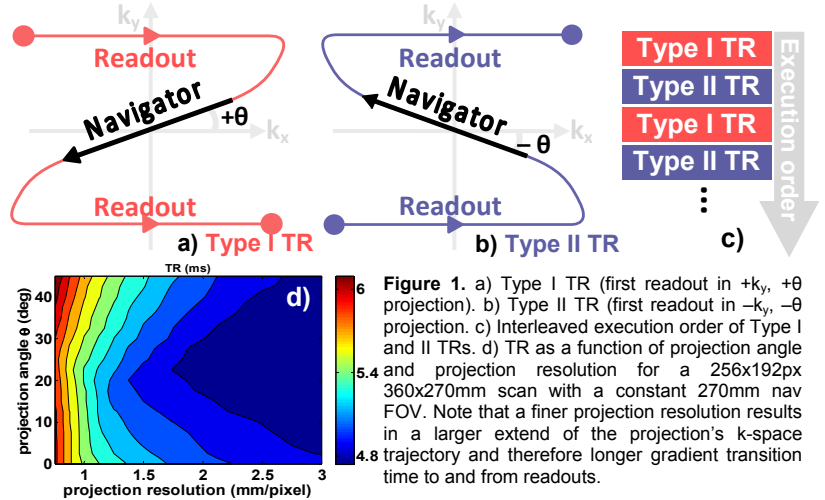 k_y
Readout
Navigator
+θ
k_x
Readout
a) Type I TR
k_y
Readout
Navigator
– θ
k_x
Readout
b) Type II TR
Type I TR
Type II TR
Type I TR
Type II TR
...
c)
Execution order
TR (ms)
d)
projection angle θ (deg)
40
30
20
10
0
1
1.5
2
2.5
3
projection resolution (mm/pixel)
6
5.4
4.8
Figure 1. a) Type I TR (first readout in +k_y, +θ
projection). b) Type II TR (first readout in –k_y, –θ
projection. c) Interleaved execution order of Type I
and II TRs. d) TR as a function of projection angle
and projection resolution for a 256x192px
360x270mm scan with a constant 270mm nav
FOV. Note that a finer projection resolution results
in a larger extend of the projection's k-space
trajectory and therefore longer gradient transition
time to and from readouts.